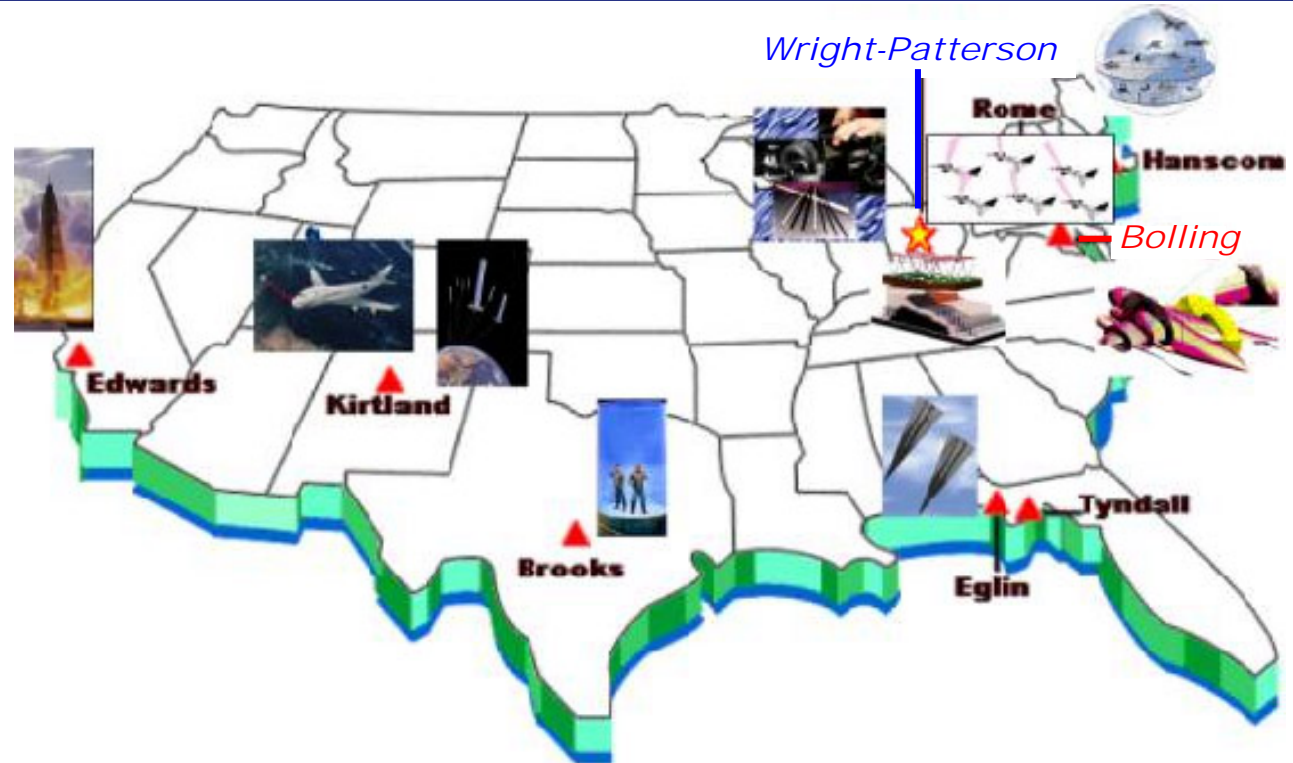 Wright-Patterson
Rome
Hanscom
Bolling
Edwards
Kirtland
Tyndall
Brooks
Eglin